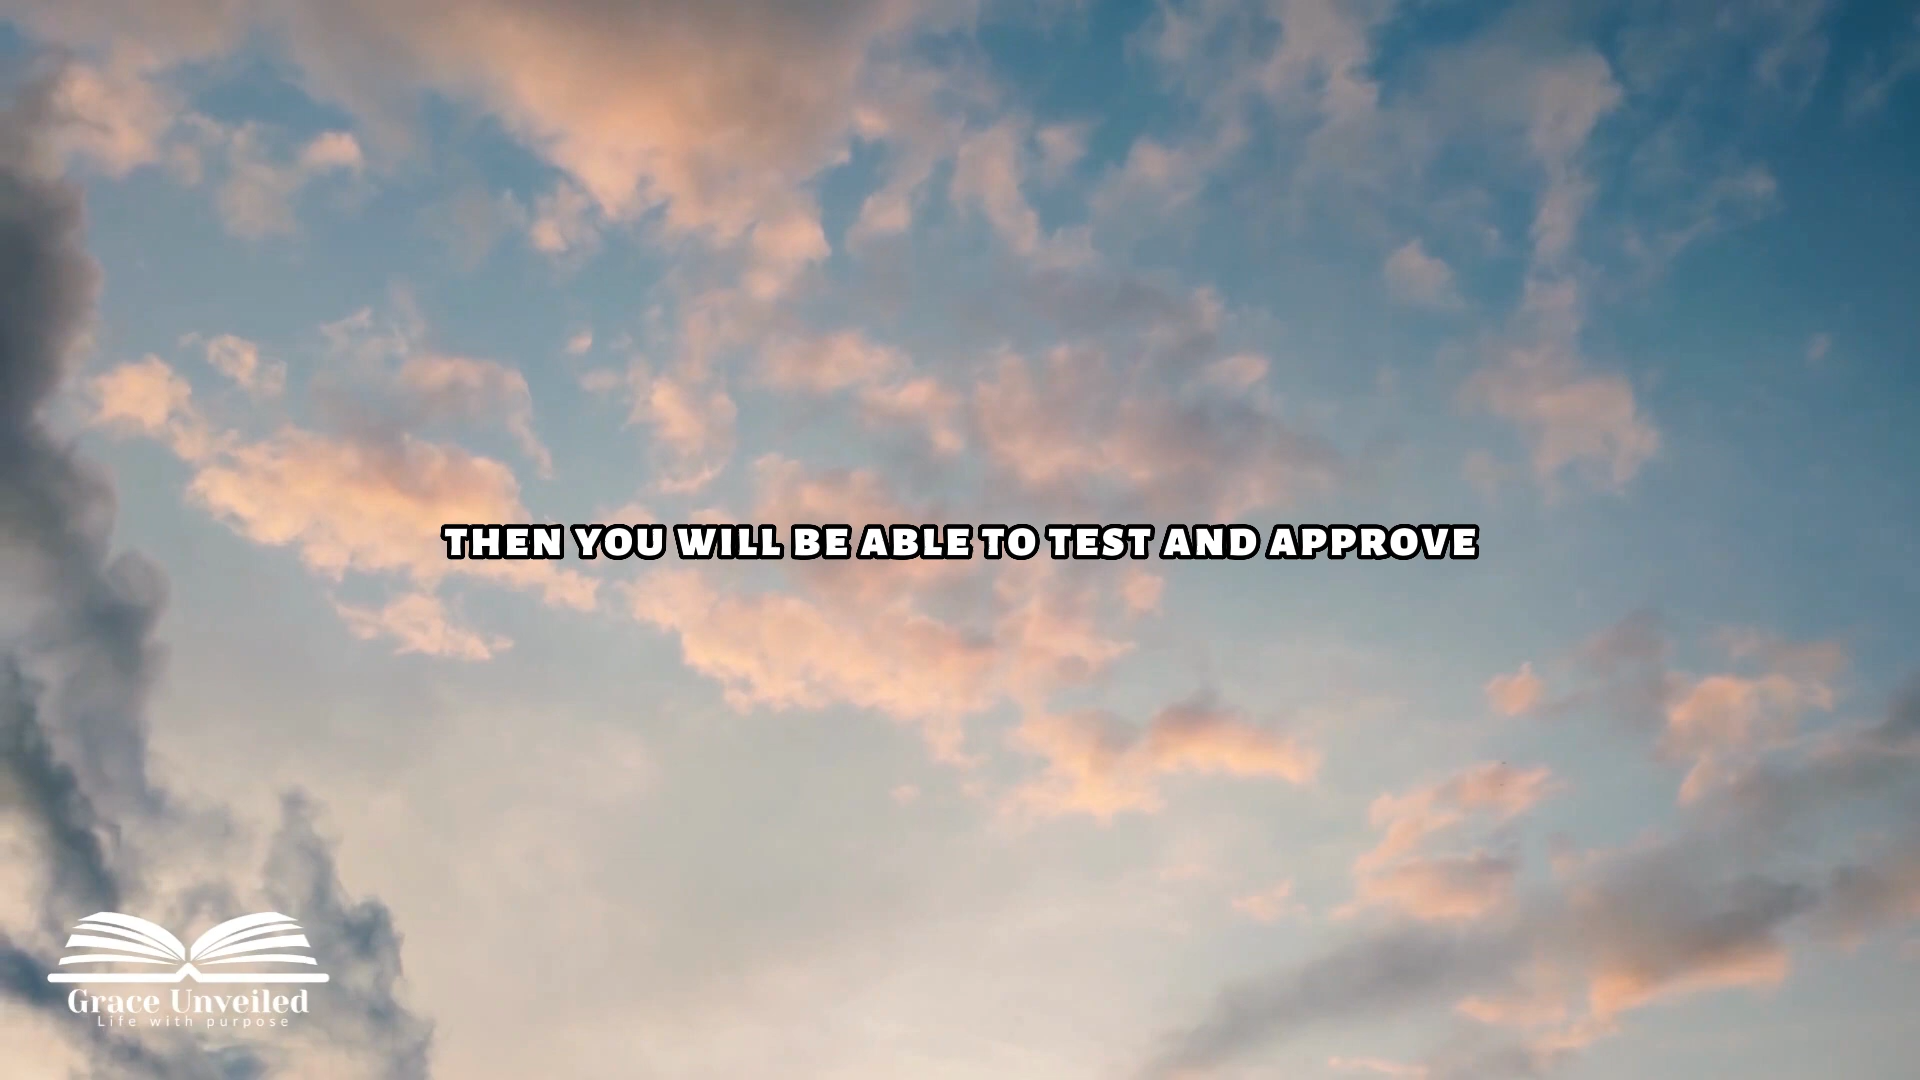 THEN YOU WILL BE ABLE TO TEST AND APPROVE
Grace Unveiled
Life with purpose